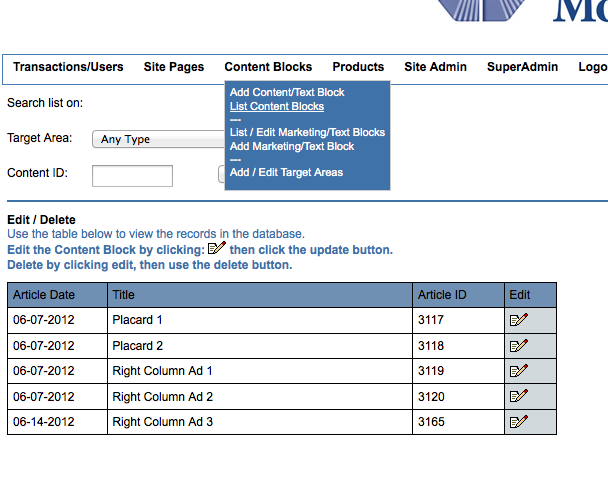 Transactions/Users Site Pages Content Blocks Products Site Admin SuperAdmin
Search list on:
Add Content/Text Block
List Content Blocks
---
List / Edit Marketing/Text Blocks
Add Marketing/Text Block
---
Add / Edit Target Areas
Target Area: Any Type
Content ID:
Edit / Delete
Use the table below to view the records in the database.
Edit the Content Block by clicking: then click the update button.
Delete by clicking edit, then use the delete button.
Article Date Title Article ID Edit
06-07-2012 Placard 1 3117
06-07-2012 Placard 2 3118
06-07-2012 Right Column Ad 1 3119
06-07-2012 Right Column Ad 2 3120
06-14-2012 Right Column Ad 3 3165